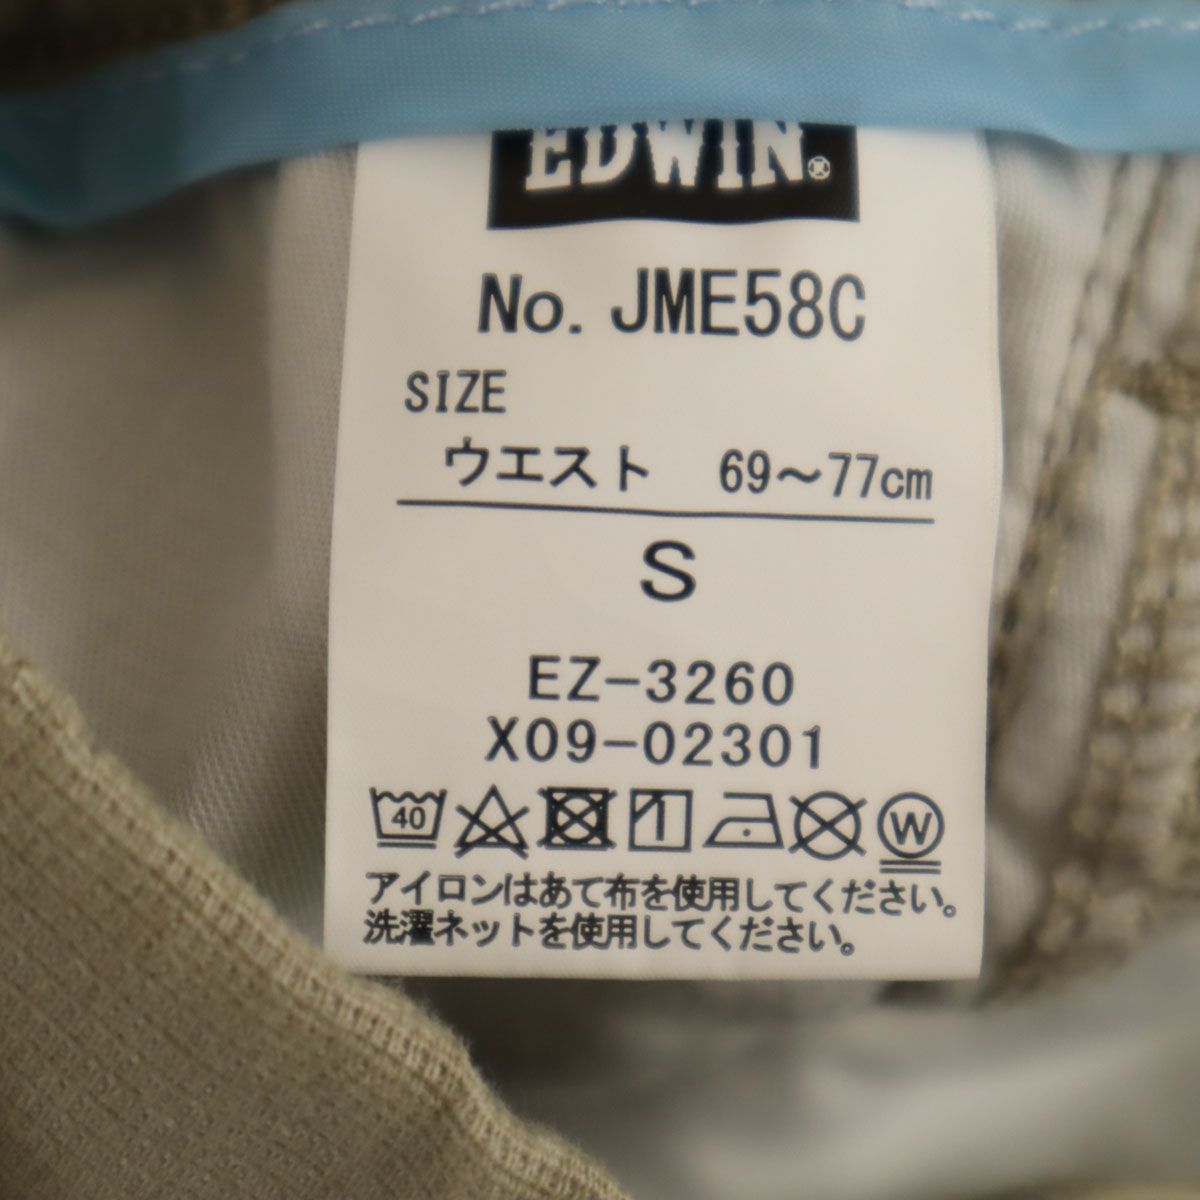 EDWIN®
No. JME58C
SIZE
ウエスト 69～77cm
S
EZ-3260
X09-02301
40 W
アイロンはあて布を使用してください。
洗濯ネットを使用してください。